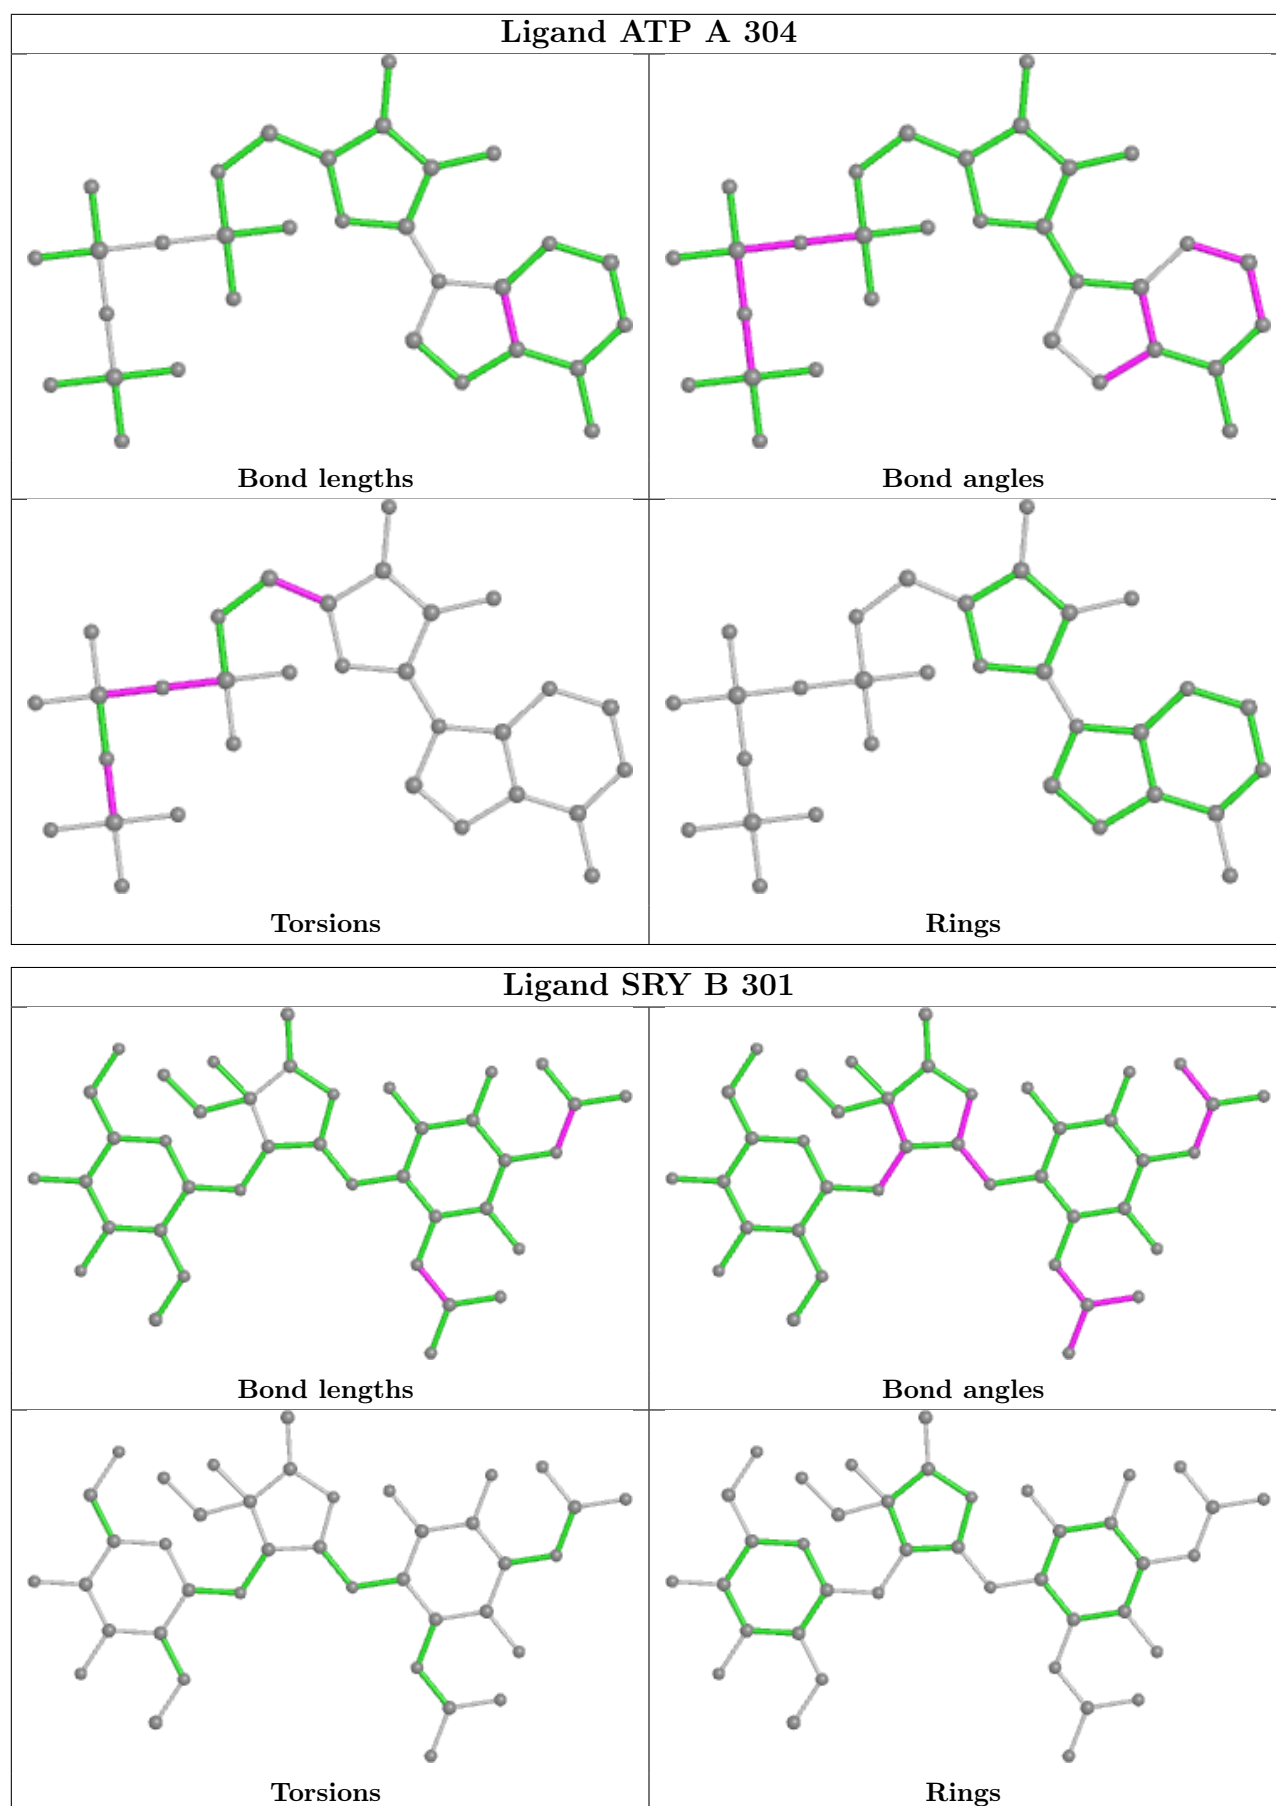 Ligand ATP A 304
Bond lengths
Bond angles
Torsions
Rings
Ligand SRY B 301
Bond lengths
Bond angles
Torsions
Rings